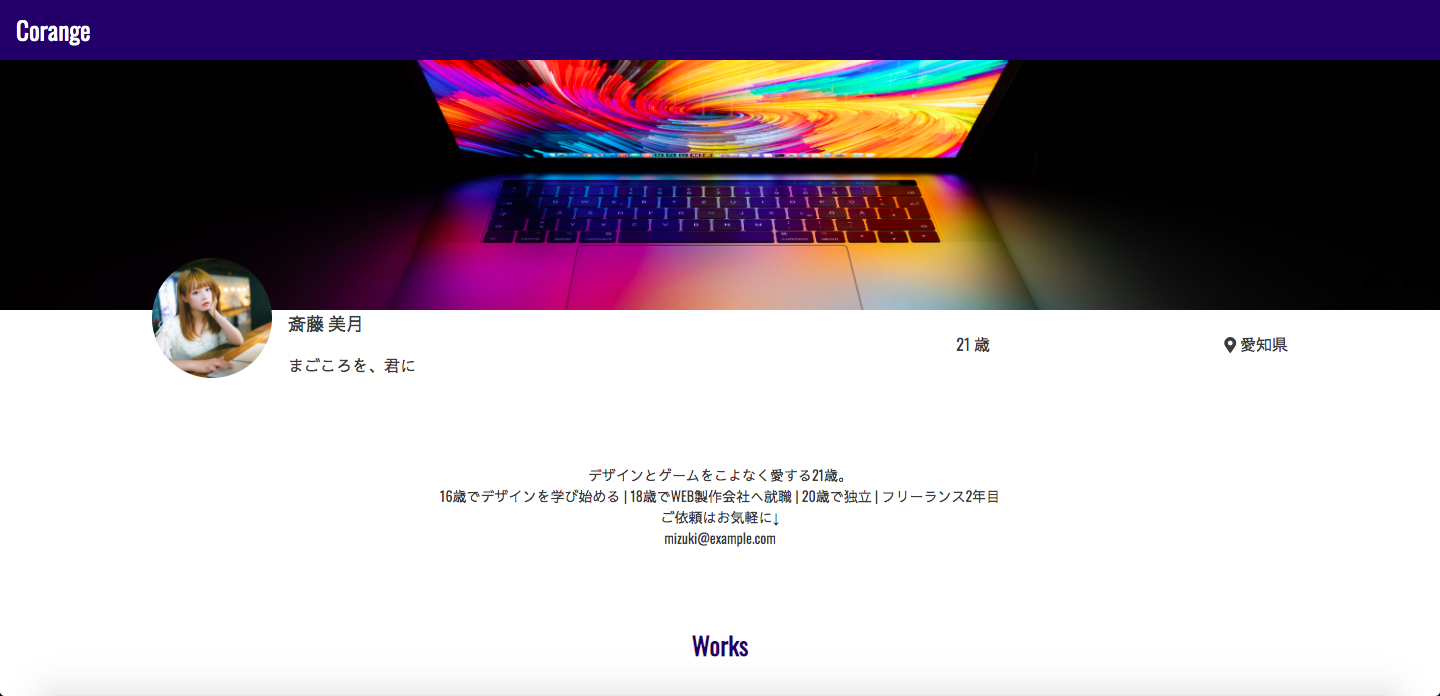 Corange
斎藤 美月
まごころを、君に
21 歳
愛知県
デザインとゲームをこよなく愛する21歳。
16歳でデザインを学び始める | 18歳でWEB製作会社へ就職 | 20歳で独立 | フリーランス2年目
ご依頼はお気軽に↓
mizuki@example.com
Works